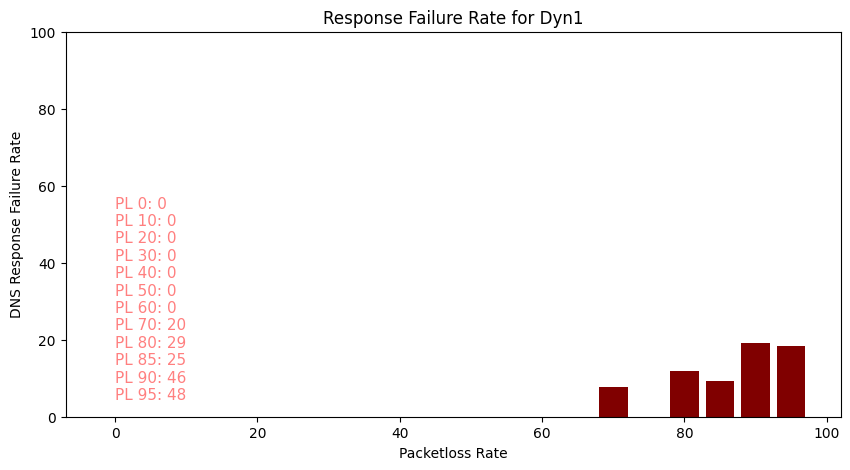 Response Failure Rate for Dyn1
100
80
60
40
20
0
DNS Response Failure Rate
PL 0: 0
PL 10: 0
PL 20: 0
PL 30: 0
PL 40: 0
PL 50: 0
PL 60: 0
PL 70: 20
PL 80: 29
PL 85: 25
PL 90: 46
PL 95: 48
0 20 40 60 80 100
Packetloss Rate